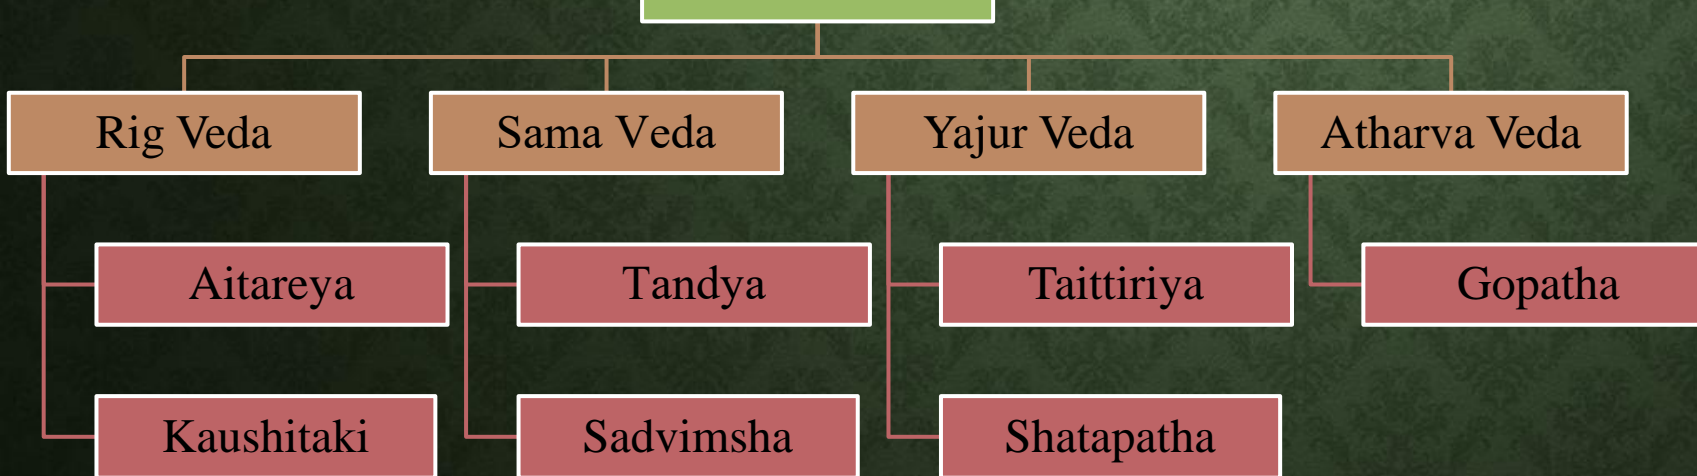 Rig Veda
Sama Veda
Yajur Veda
Atharva Veda
Aitareya
Tandya
Taittiriya
Gopatha
Kaushitaki
Sadvimsha
Shatapatha